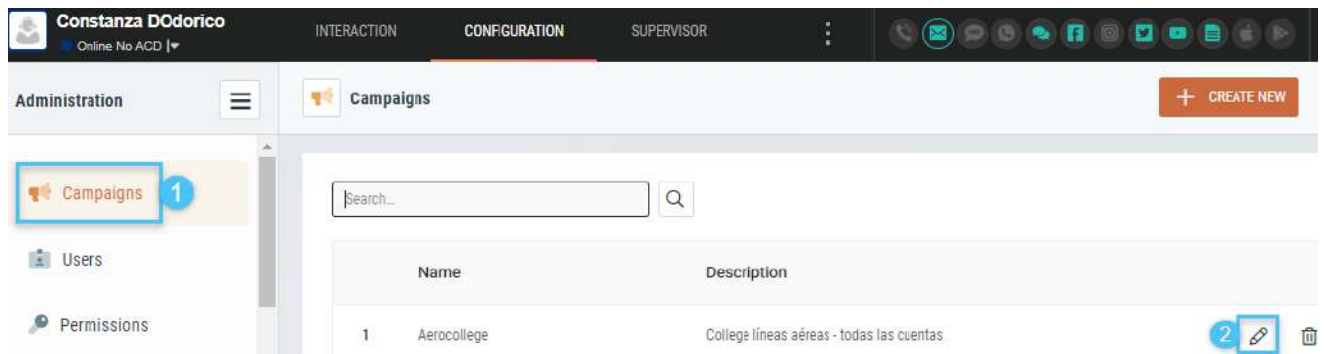 Constanza DOdorico
Online No ACD
INTERACTION
CONFIGURATION
SUPERVISOR
Administration
Campaigns
+ CREATE NEW
Campaigns 1
Search...
Users
Name
Description
Permissions
1
Aerocollege
College líneas aéreas - todas las cuentas
2